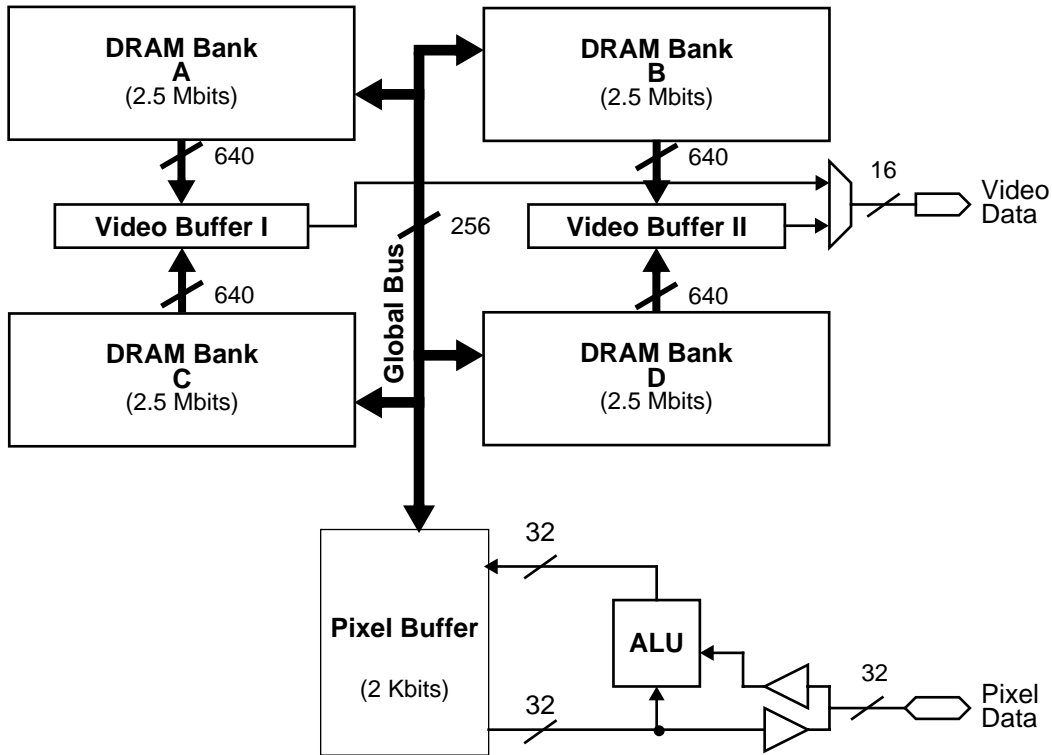 DRAM Bank
A
(2.5 Mbits)
DRAM Bank
B
(2.5 Mbits)
640
640
16
Video
Data
Video Buffer I
256
Video Buffer II
Global Bus
640
640
DRAM Bank
C
(2.5 Mbits)
DRAM Bank
D
(2.5 Mbits)
32
Pixel Buffer
(2 Kbits)
ALU
32
32
Pixel
Data